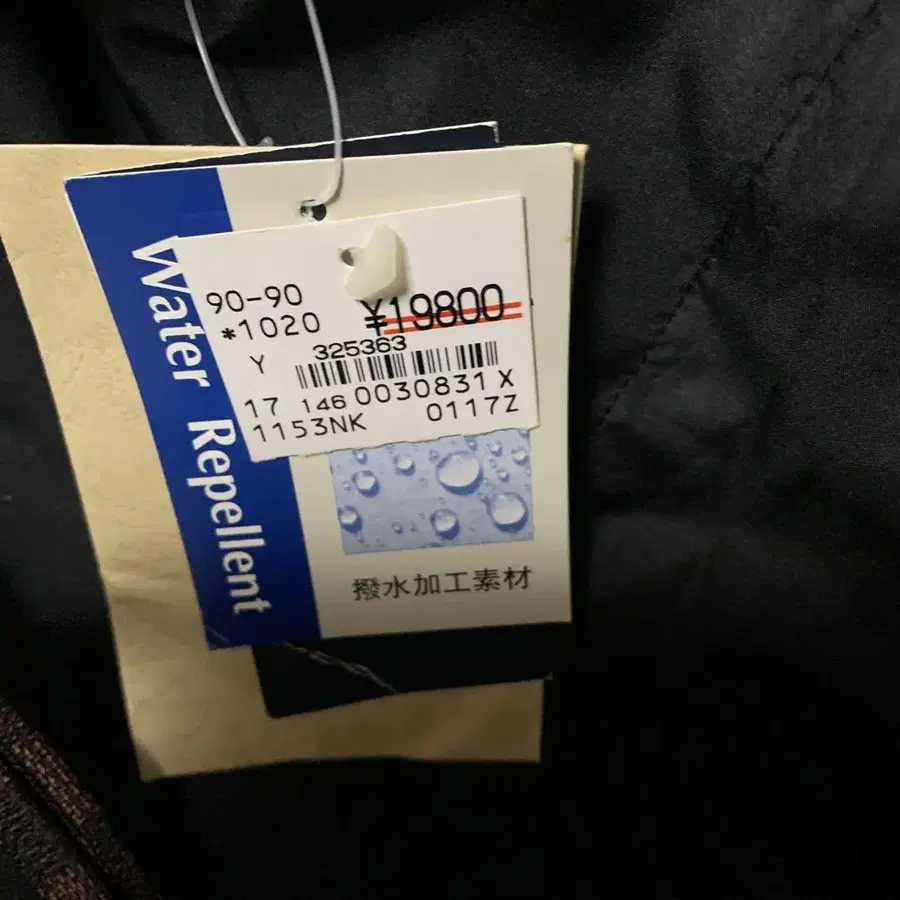 Water Repellent
90-90
*1020 ¥19800
Y 325363
17 146 0030831 X
1153NK 0117Z
撥水加工素材